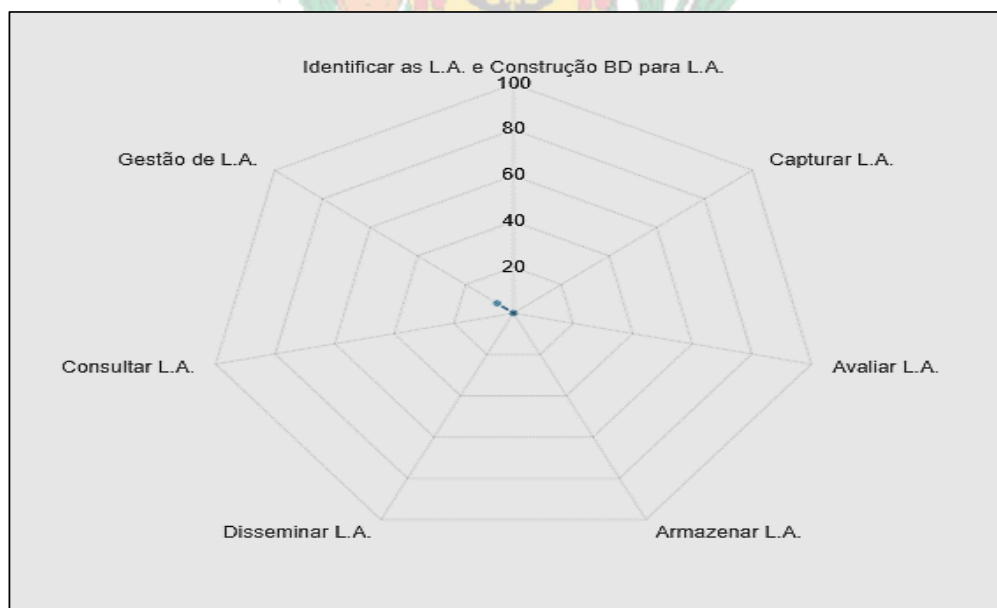 Identificar as L.A. e Construção BD para L.A.
100
80
60
40
20
Gestão de L.A.
Capturar L.A.
Consultar L.A.
Avaliar L.A.
Disseminar L.A.
Armazenar L.A.